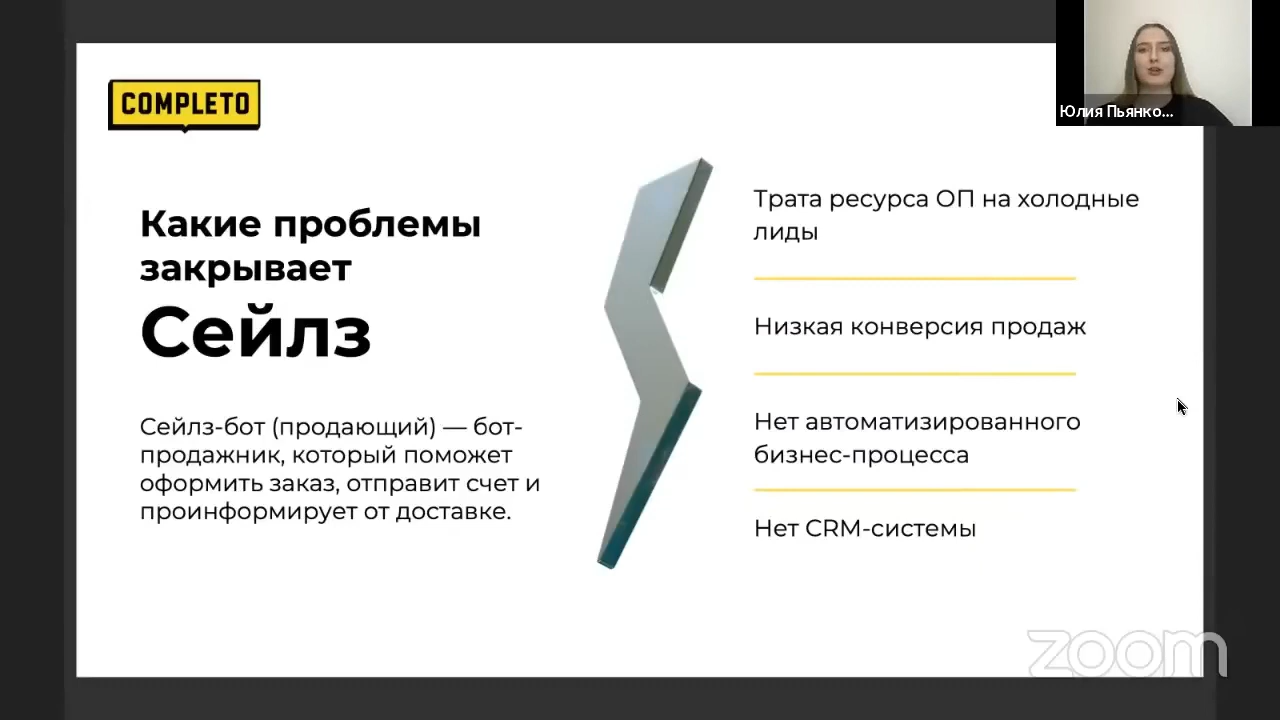 COMPLETO
Юлия Пьянко...
Какие проблемы
закрывает
Сейлз
Сейлз-бот (продающий) — бот-
продажник, который поможет
оформить заказ, отправит счет и
проинформирует от доставке.
Трата ресурса ОП на холодные
лиды
Низкая конверсия продаж
Нет автоматизированного
бизнес-процесса
Нет CRM-системы
zoom